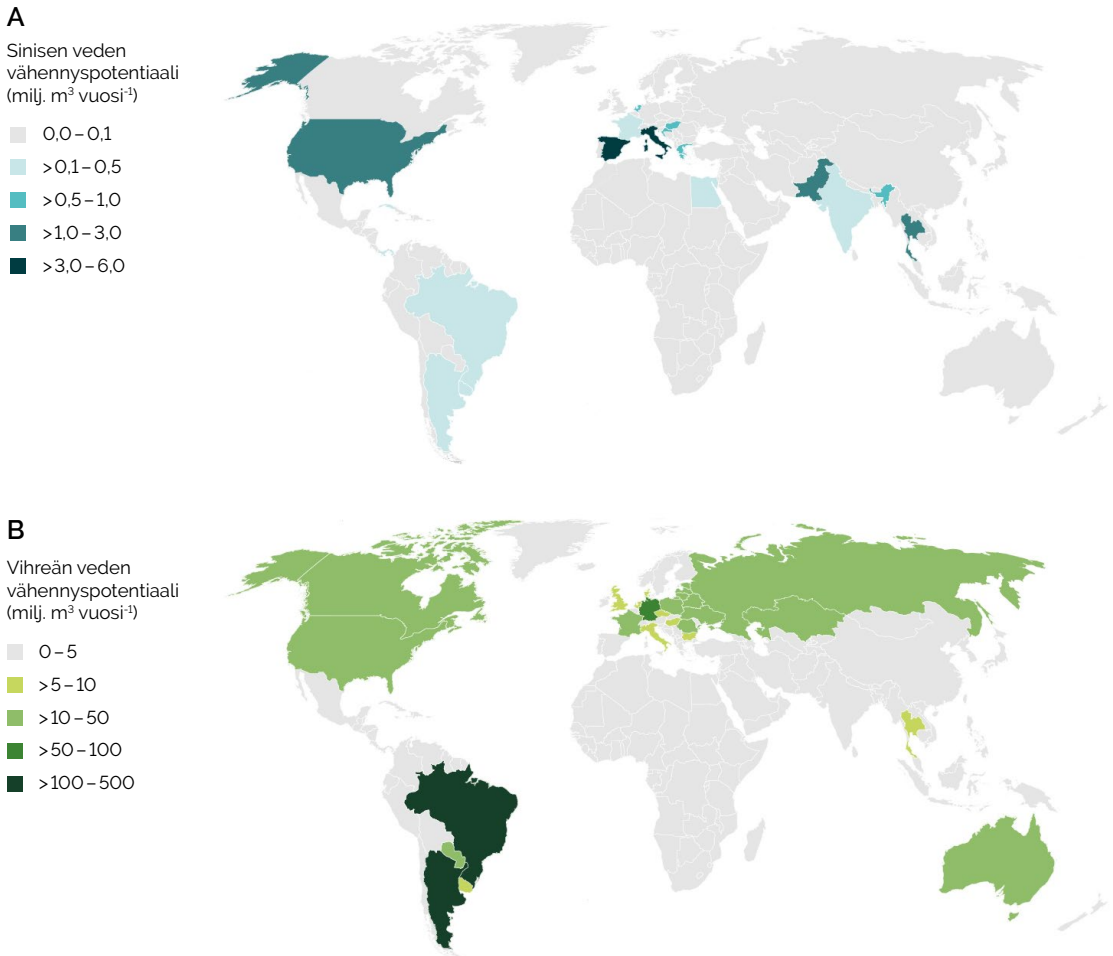 A
Sinisen veden
vähennyspotentiaali
(milj. m³ vuosi⁻¹)
0,0 – 0,1
>0,1 – 0,5
>0,5 – 1,0
>1,0 – 3,0
>3,0 – 6,0
B
Vihreän veden
vähennyspotentiaali
(milj. m³ vuosi⁻¹)
0 – 5
>5 – 10
>10 – 50
>50 – 100
>100 – 500